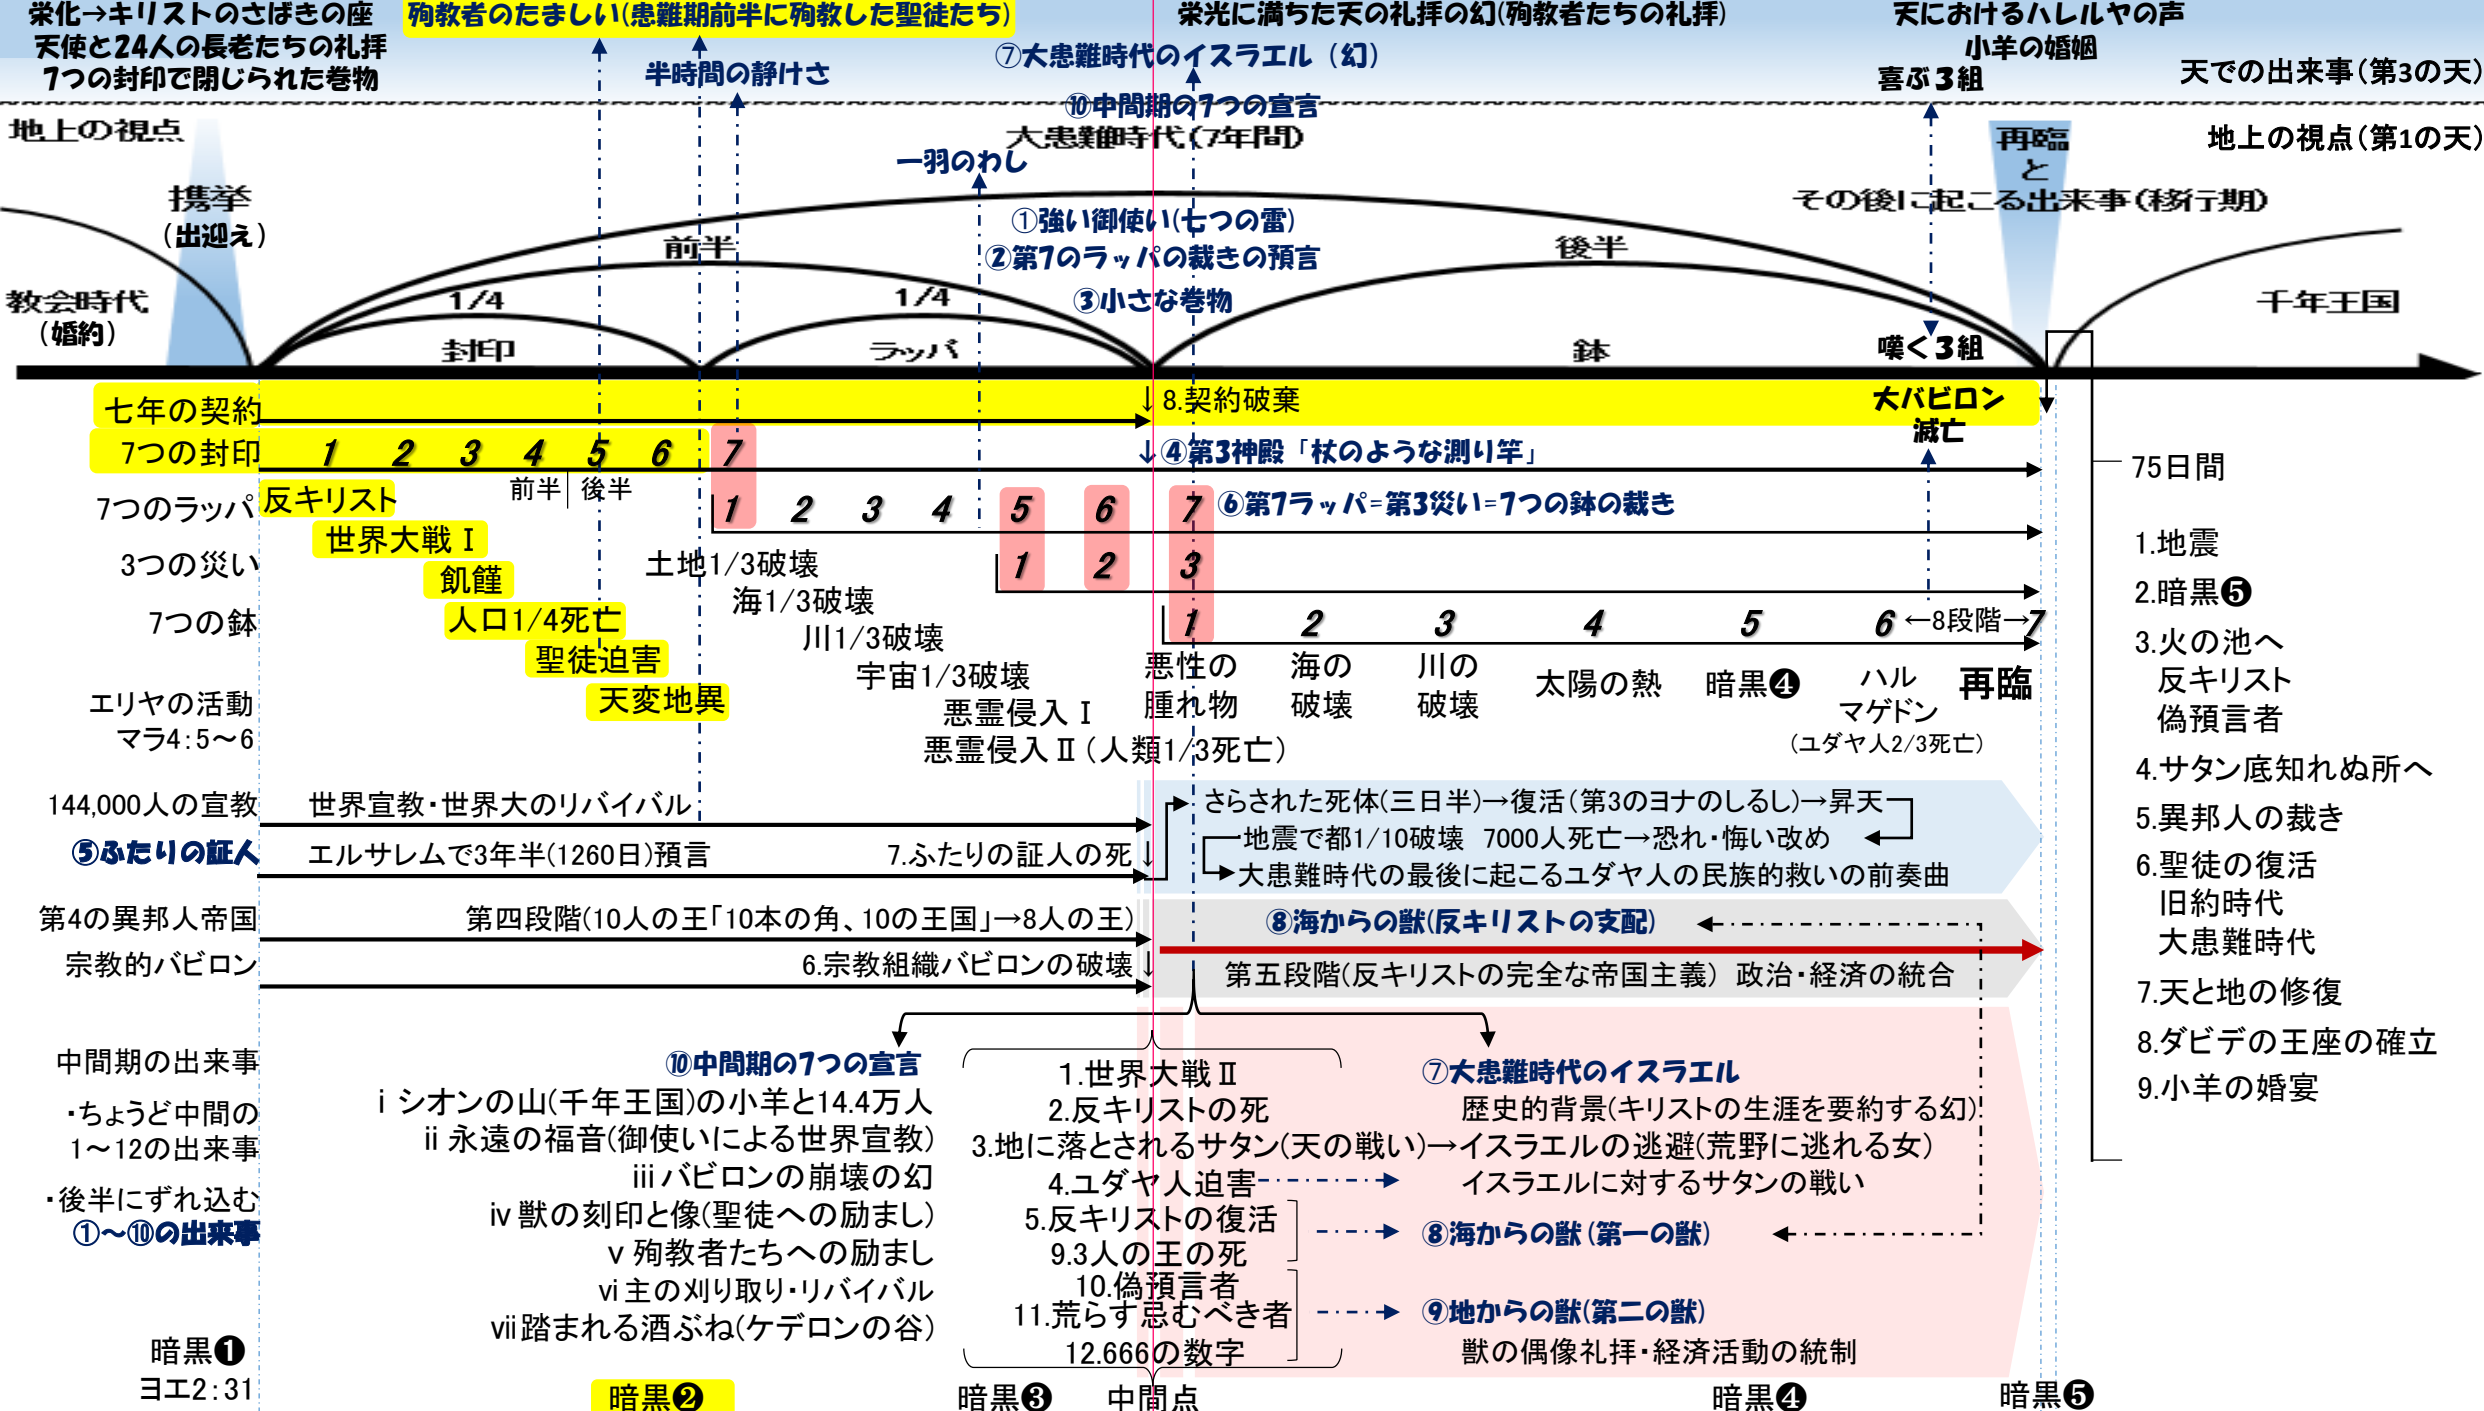 栄化→キリストのさばきの座
天使と24人の長老たちの礼拝
7つの封印で閉じられた巻物
殉教者のたましい(患難期前半に殉教した聖徒たち)
半時間の静けさ
栄光に満ちた天の礼拝の幻(殉教者たちの礼拝)
⑦大患難時代のイスラエル（幻）
⑩中間期の7つの宣言
天におけるハレルヤの声
小羊の婚姻
喜ぶ3組
天での出来事(第3の天)
地上の視点
大患難時代(7年間)
地上の視点(第1の天)
一羽のわし
携挙
(出迎え)
再臨
と
その後に起こる出来事(移行期)
①強い御使い(七つの雷)
②第7のラッパの裁きの預言
③小さな巻物
前半
後半
教会時代
(婚約)
1/4
1/4
千年王国
封印
ラッパ
鉢
嘆く3組
七年の契約
↓8.契約破棄
大バビロン
滅亡
7つの封印
1 2 3 4 5 6 7
↓④第3神殿「杖のような測り竿」
前半
後半
7つのラッパ
1 2 3 4 5 6 7
⑥第7ラッパ=第3災い=7つの鉢の裁き
反キリスト
世界大戦Ⅰ
飢饉
人口1/4死亡
聖徒迫害
天変地異
3つの災い
1 2 3
土地1/3破壊
海1/3破壊
川1/3破壊
宇宙1/3破壊
悪霊侵入Ⅰ
悪霊侵入Ⅱ(人類1/3死亡)
7つの鉢
1 2 3 4 5 6 ←8段階→7
悪性の
腫れ物
海の
破壊
川の
破壊
太陽の熱
暗黒❹
ハル
マゲドン
(ユダヤ人2/3死亡)
再臨
エリヤの活動
マラ4:5～6
144,000人の宣教
世界宣教・世界大のリバイバル
⑤ふたりの証人
エルサレムで3年半(1260日)預言
7.ふたりの証人の死↓
さらされた死体(三日半)→復活(第3のヨナのしるし)→昇天
地震で都1/10破壊 7000人死亡→恐れ・悔い改め
大患難時代の最後に起こるユダヤ人の民族的救いの前奏曲
第4の異邦人帝国
第四段階(10人の王「10本の角、10の王国」→8人の王)
⑧海からの獣(反キリストの支配)
宗教的バビロン
6.宗教組織バビロンの破壊↓
第五段階(反キリストの完全な帝国主義) 政治・経済の統合
中間期の出来事
・ちょうど中間の
1～12の出来事
・後半にずれ込む
①～⑩の出来事
⑩中間期の7つの宣言
ⅰシオンの山(千年王国)の小羊と14.4万人
ⅱ永遠の福音(御使いによる世界宣教)
ⅲバビロンの崩壊の幻
ⅳ獣の刻印と像(聖徒への励まし)
ⅴ殉教者たちへの励まし
ⅵ主の刈り取り・リバイバル
ⅶ踏まれる酒ぶね(ケデロンの谷)
1.世界大戦Ⅱ
2.反キリストの死
3.地に落とされるサタン(天の戦い)→イスラエルの逃避(荒野に逃れる女)
4.ユダヤ人迫害
5.反キリストの復活
9.3人の王の死
10.偽預言者
11.荒らす忌むべき者
12.666の数字
⑦大患難時代のイスラエル
歴史的背景(キリストの生涯を要約する幻)
イスラエルに対するサタンの戦い
⑧海からの獣(第一の獣)
⑨地からの獣(第二の獣)
獣の偶像礼拝・経済活動の統制
75日間
1.地震
2.暗黒❺
3.火の池へ
反キリスト
偽預言者
4.サタン底知れぬ所へ
5.異邦人の裁き
6.聖徒の復活
旧約時代
大患難時代
7.天と地の修復
8.ダビデの王座の確立
9.小羊の婚宴
暗黒❶
ヨエ2:31
暗黒❷
暗黒❸
中間点
暗黒❹
暗黒❺